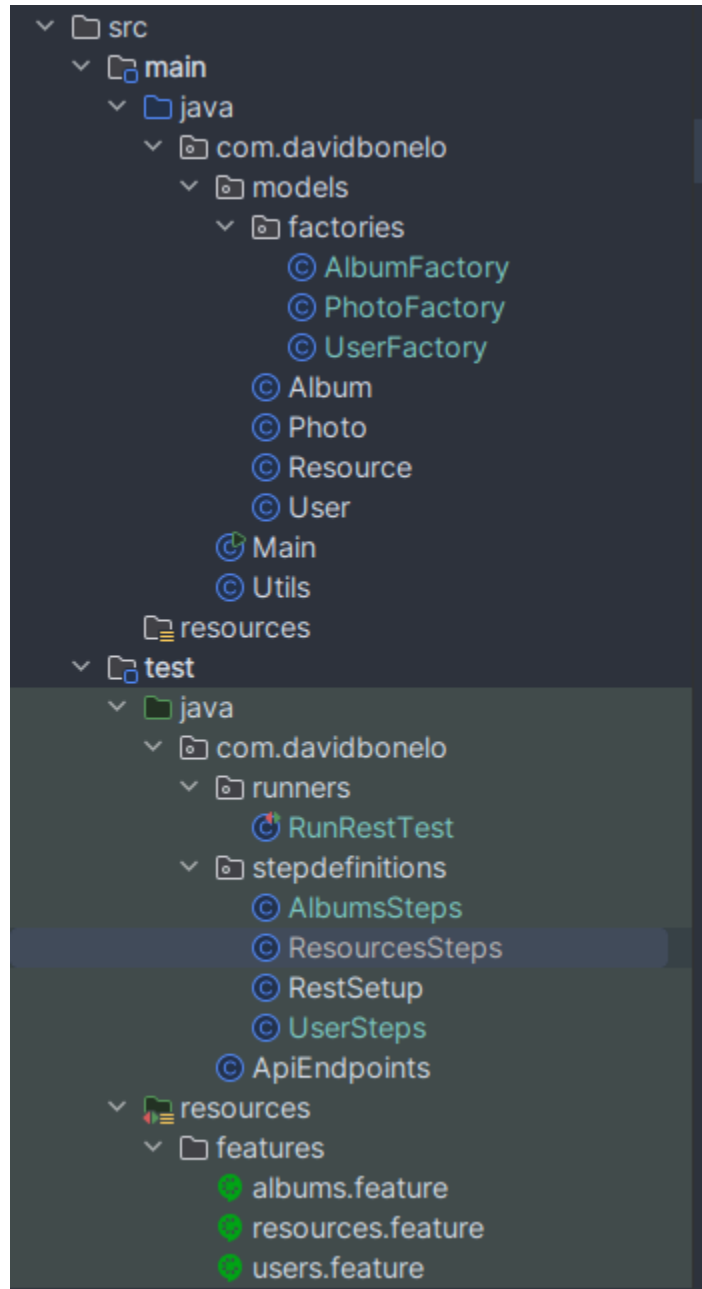 src
main
java
com.davidbonelo
models
factories
AlbumFactory
PhotoFactory
UserFactory
Album
Photo
Resource
User
Main
Utils
resources
test
java
com.davidbonelo
runners
RunRestTest
stepdefinitions
AlbumsSteps
ResourcesSteps
RestSetup
UserSteps
ApiEndpoints
resources
features
albums.feature
resources.feature
users.feature